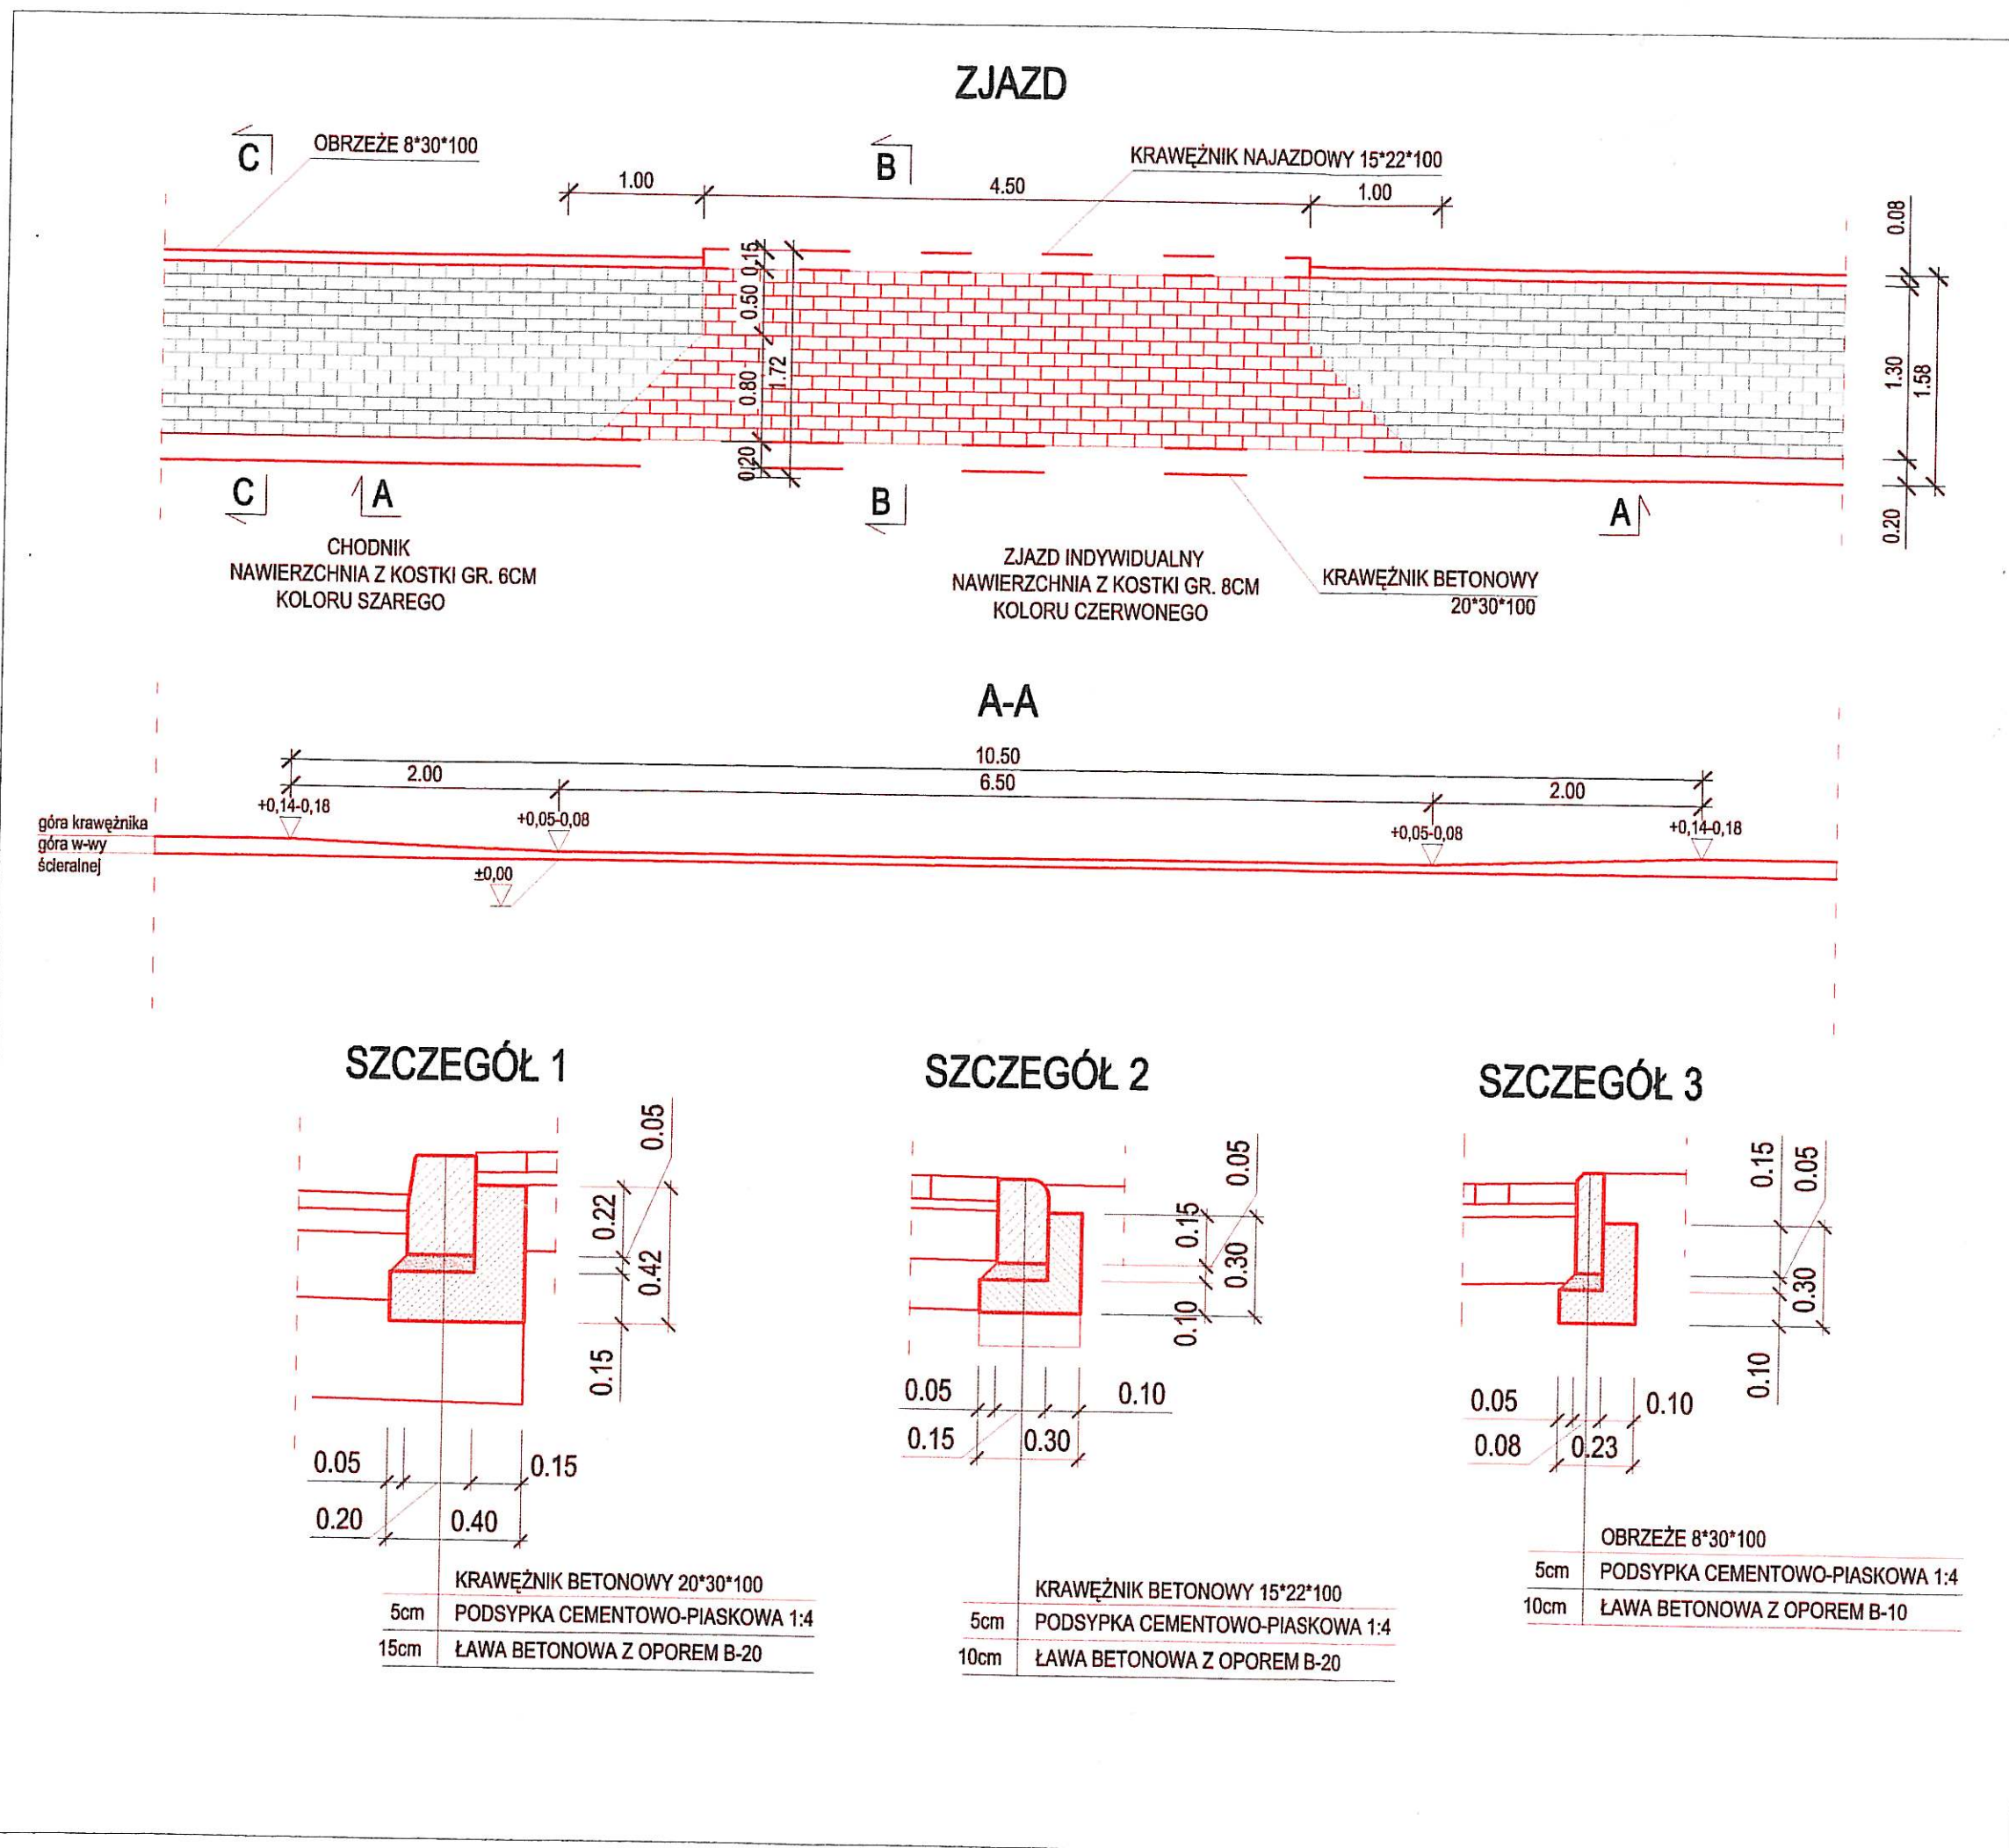 ZJAZD
C
OBRZEŻE 8*30*100
B
KRAWĘŻNIK NAJAZDOWY 15*22*100
1.00
4.50
1.00
0.08
0.15
0.50
0.80
1.72
0.20
1.30
1.58
0.20
C
A
B
A
CHODNIK
NAWIERZCHNIA Z KOSTKI GR. 6CM
KOLORU SZAREGO
ZJAZD INDYWIDUALNY
NAWIERZCHNIA Z KOSTKI GR. 8CM
KOLORU CZERWONEGO
KRAWĘŻNIK BETONOWY
20*30*100
A-A
10.50
2.00
6.50
2.00
+0,14-0,18
+0,05-0,08
+0,05-0,08
+0,14-0,18
góra krawężnika
góra w-wy
ścieralnej
±0,00
SZCZEGÓŁ 1
0.05
0.22
0.42
0.15
0.05
0.15
0.20
0.40
KRAWĘŻNIK BETONOWY 20*30*100
5cm PODSYPKA CEMENTOWO-PIASKOWA 1:4
15cm ŁAWA BETONOWA Z OPOREM B-20
SZCZEGÓŁ 2
0.05
0.15
0.30
0.10
0.05
0.10
0.15
0.30
KRAWĘŻNIK BETONOWY 15*22*100
5cm PODSYPKA CEMENTOWO-PIASKOWA 1:4
10cm ŁAWA BETONOWA Z OPOREM B-20
SZCZEGÓŁ 3
0.15
0.05
0.30
0.10
0.05
0.10
0.08
0.23
OBRZEŻE 8*30*100
5cm PODSYPKA CEMENTOWO-PIASKOWA 1:4
10cm ŁAWA BETONOWA Z OPOREM B-10